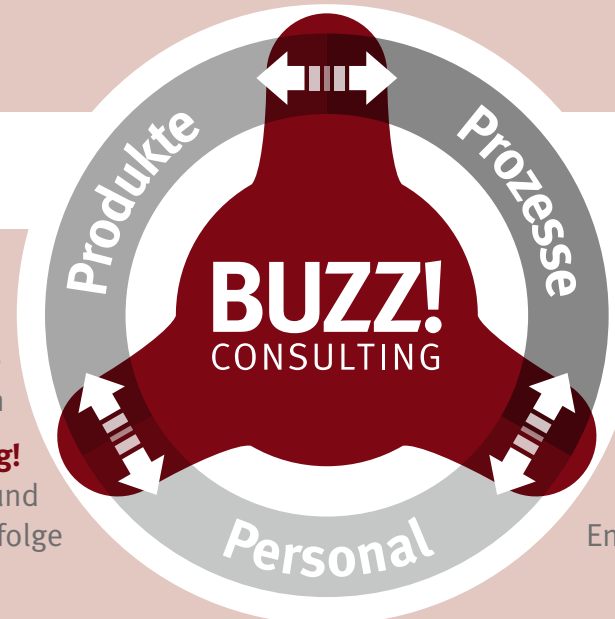 Produkte
Prozesse
BUZZ!
CONSULTING
g!
und
folge
Personal
En